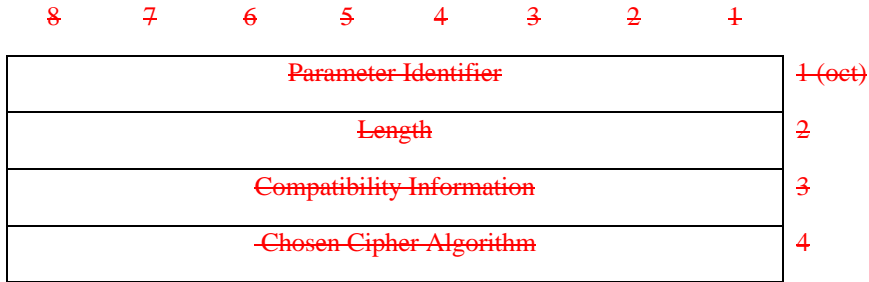 8 7 6 5 4 3 2 1
Parameter Identifier 1 (oct)
Length 2
Compatibility Information 3
Chosen Cipher Algorithm 4